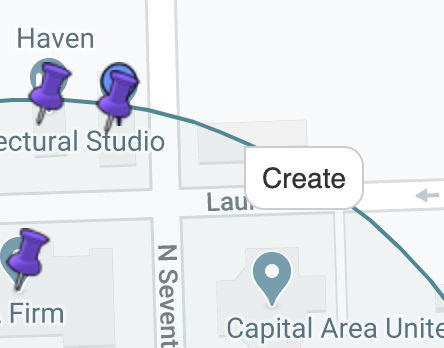 Haven
ectural Studio
Create
Laur
N Sevent
Firm
Capital Area Unite